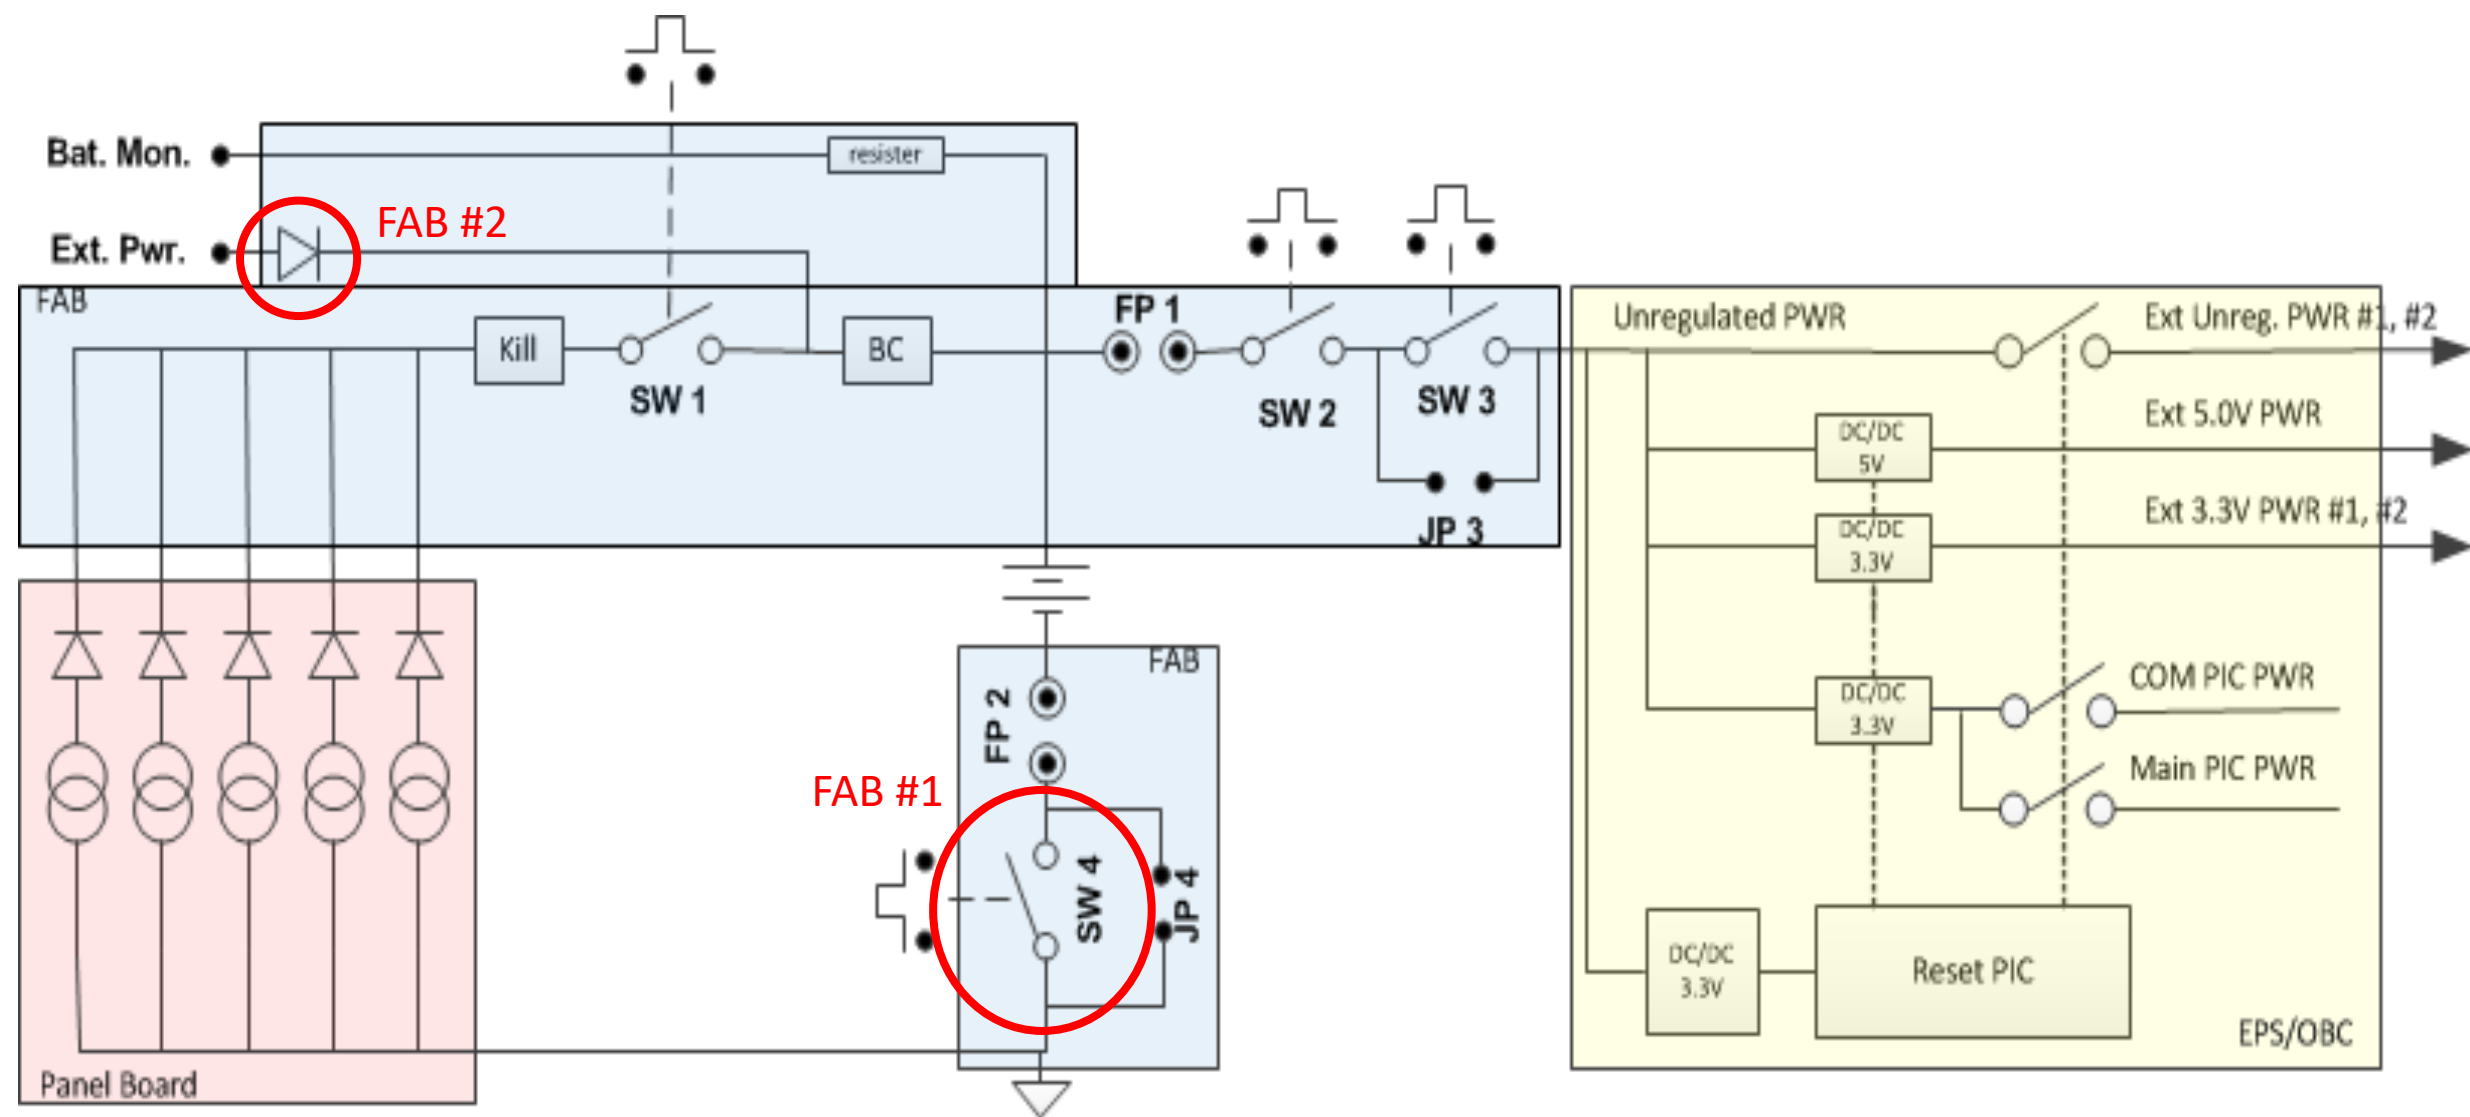 Bat. Mon.
resister
Ext. Pwr.
FAB #2
FAB
Kill
SW 1
BC
FP 1
SW 2
SW 3
JP 3
Unregulated PWR
Ext Unreg. PWR #1, #2
DC/DC
5V
Ext 5.0V PWR
DC/DC
3.3V
Ext 3.3V PWR #1, #2
DC/DC
3.3V
COM PIC PWR
Main PIC PWR
DC/DC
3.3V
Reset PIC
EPS/OBC
FAB
FP 2
FAB #1
SW 4
JP 4
Panel Board